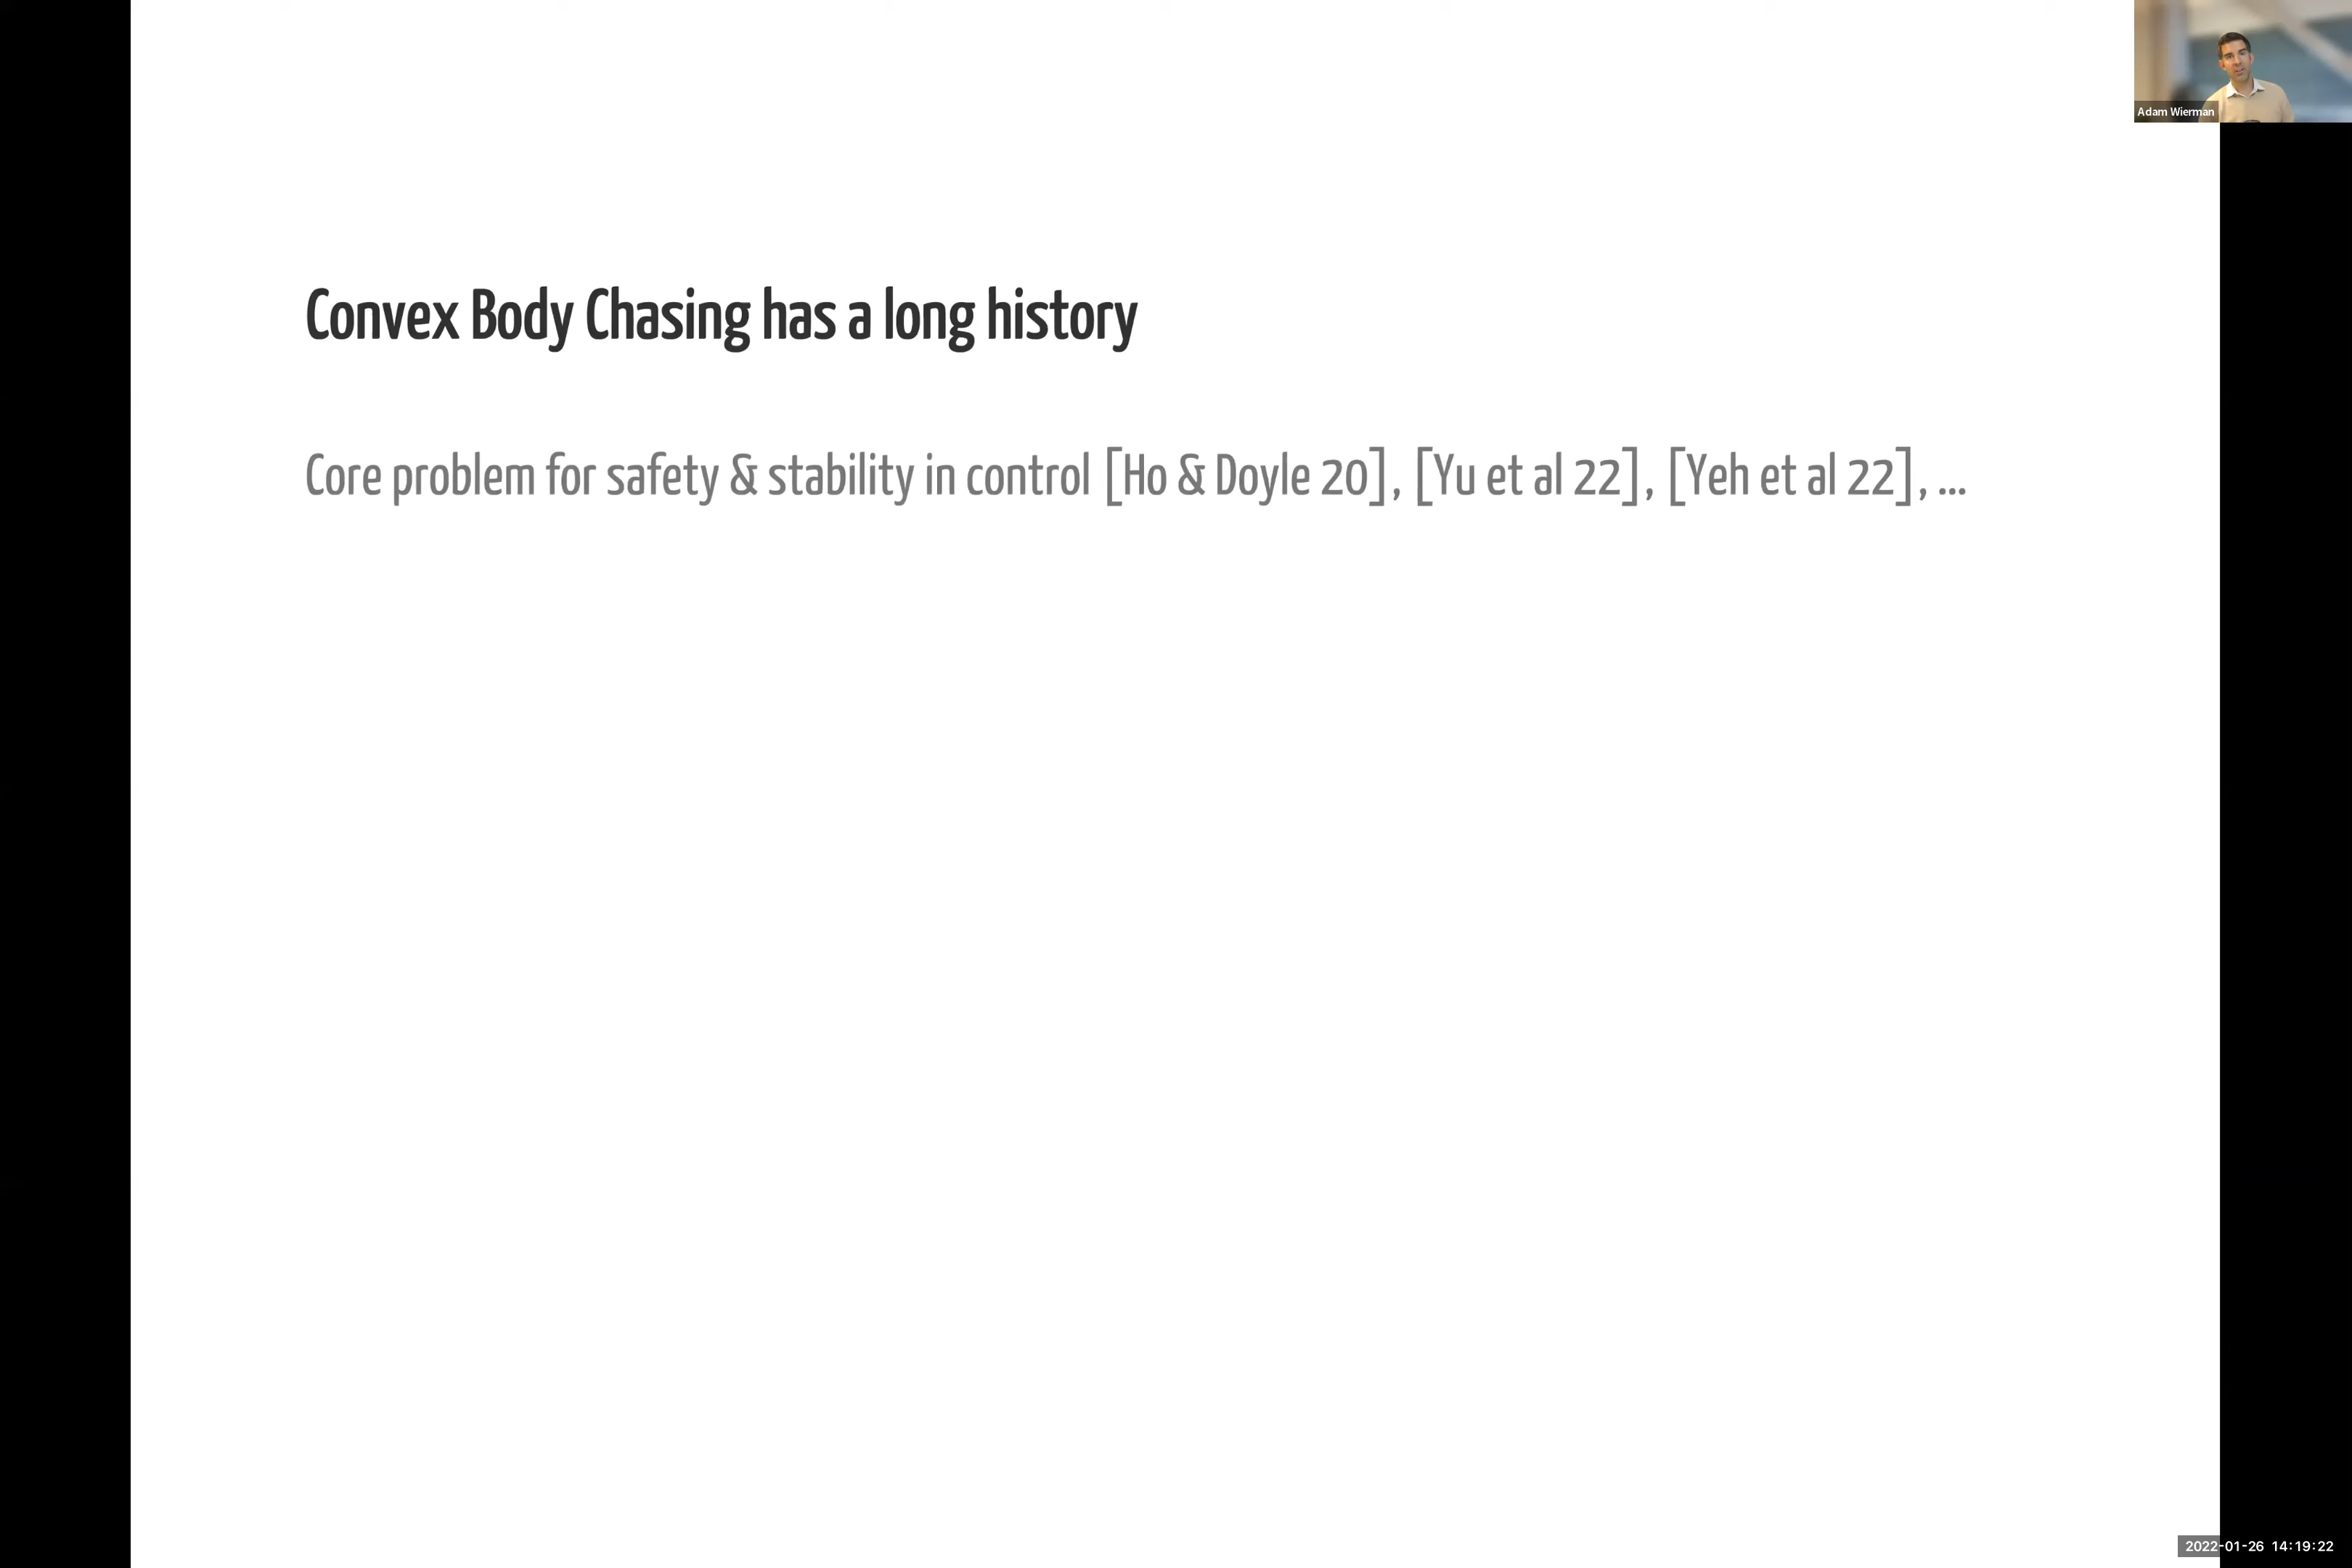 Adam Wierman
Convex Body Chasing has a long history
Core problem for safety & stability in control [Ho & Doyle 20], [Yu et al 22], [Yeh et al 22], ...
2022-01-26 14:19:22